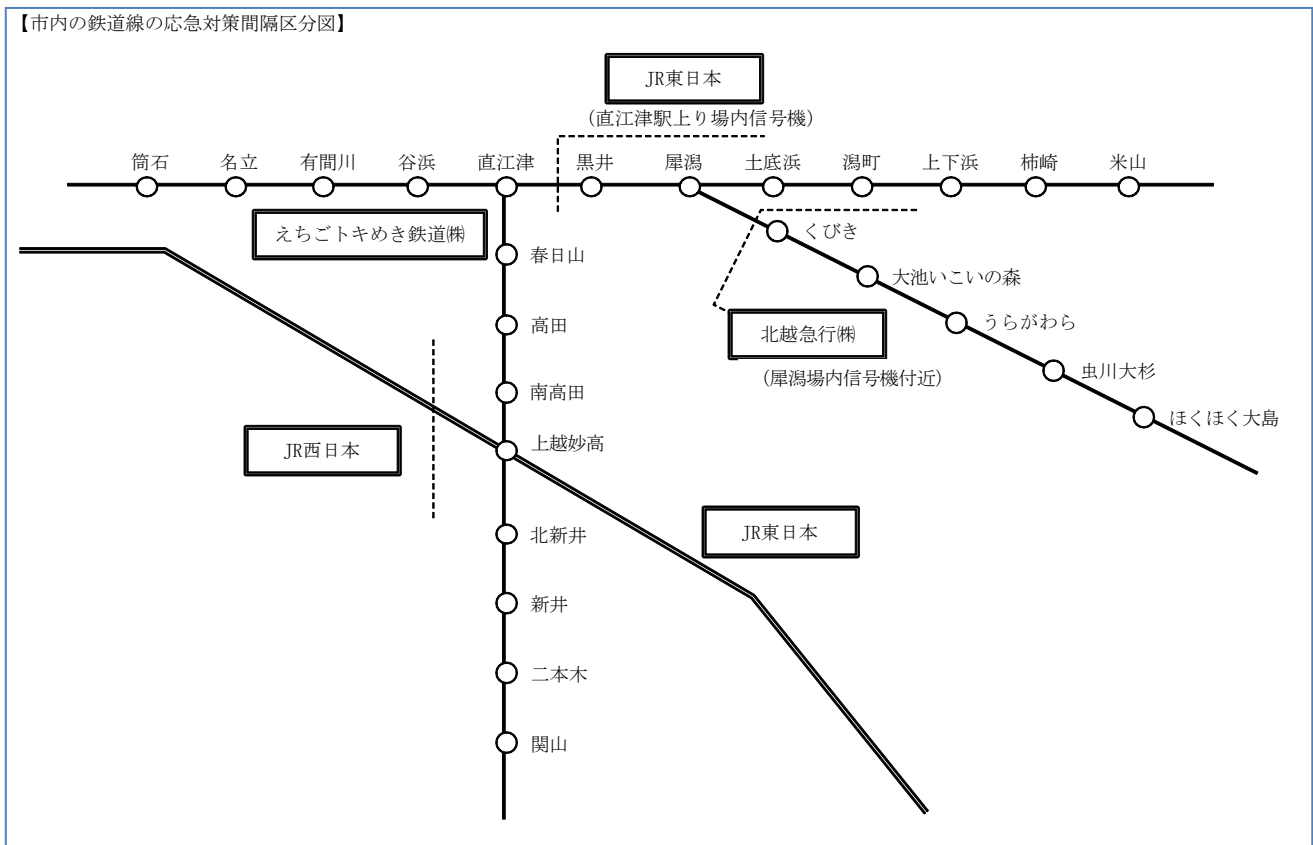 【市内の鉄道線の応急対策間隔区分図】
JR東日本
(直江津駅上り場内信号機)
筒石
名立
有間川
谷浜
直江津
黒井
犀潟
土底浜
潟町
上下浜
柿崎
米山
えちごトキめき鉄道㈱
春日山
くびき
大池いこいの森
高田
北越急行㈱
うらがわら
(犀潟場内信号機付近)
虫川大杉
南高田
ほくほく大島
JR西日本
上越妙高
北新井
JR東日本
新井
二本木
関山